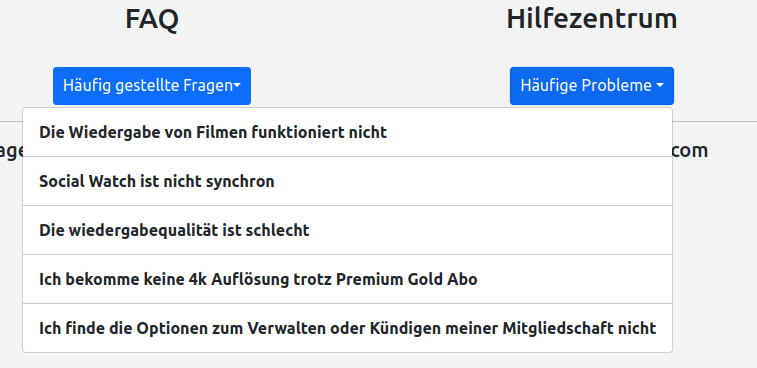 FAQ
Hilfezentrum
Häufig gestellte Fragen
Häufige Probleme
Die Wiedergabe von Filmen funktioniert nicht
com
Social Watch ist nicht synchron
Die wiedergabequalität ist schlecht
Ich bekomme keine 4k Auflösung trotz Premium Gold Abo
Ich finde die Optionen zum Verwalten oder Kündigen meiner Mitgliedschaft nicht